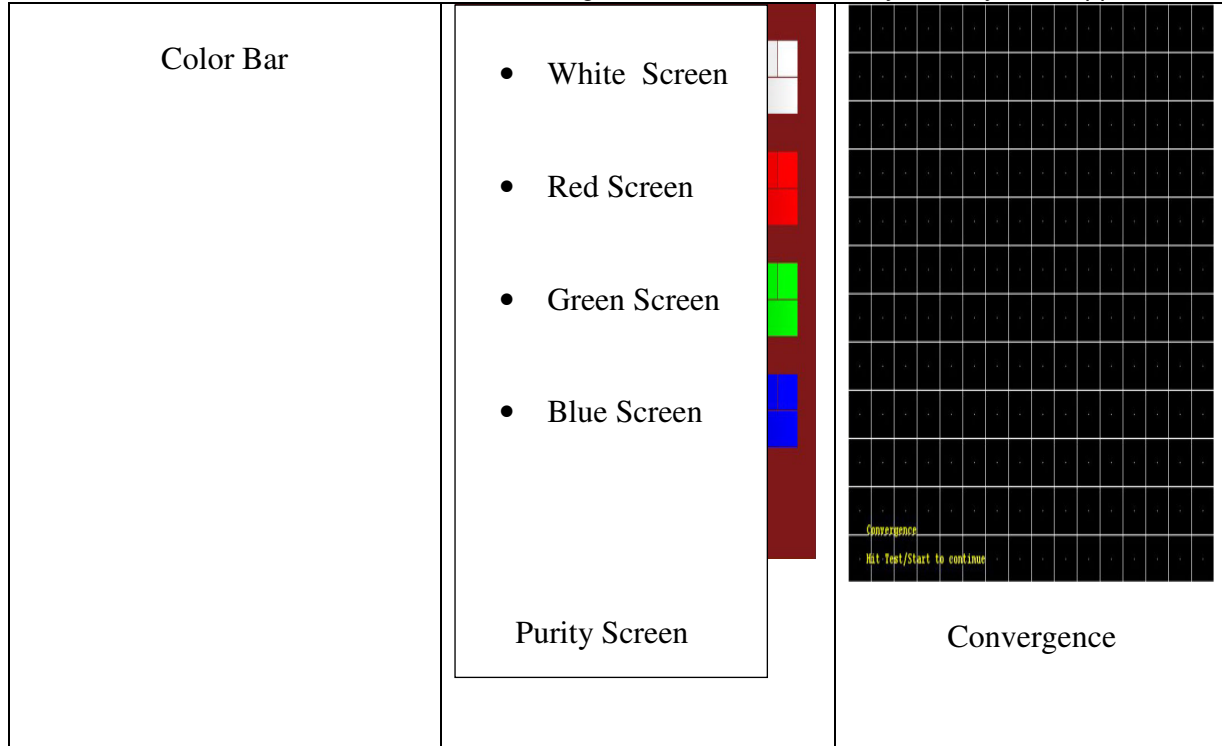 Color Bar
• White Screen
• Red Screen
• Green Screen
• Blue Screen
Purity Screen
Convergence
Hit Test/Start to continue
Convergence